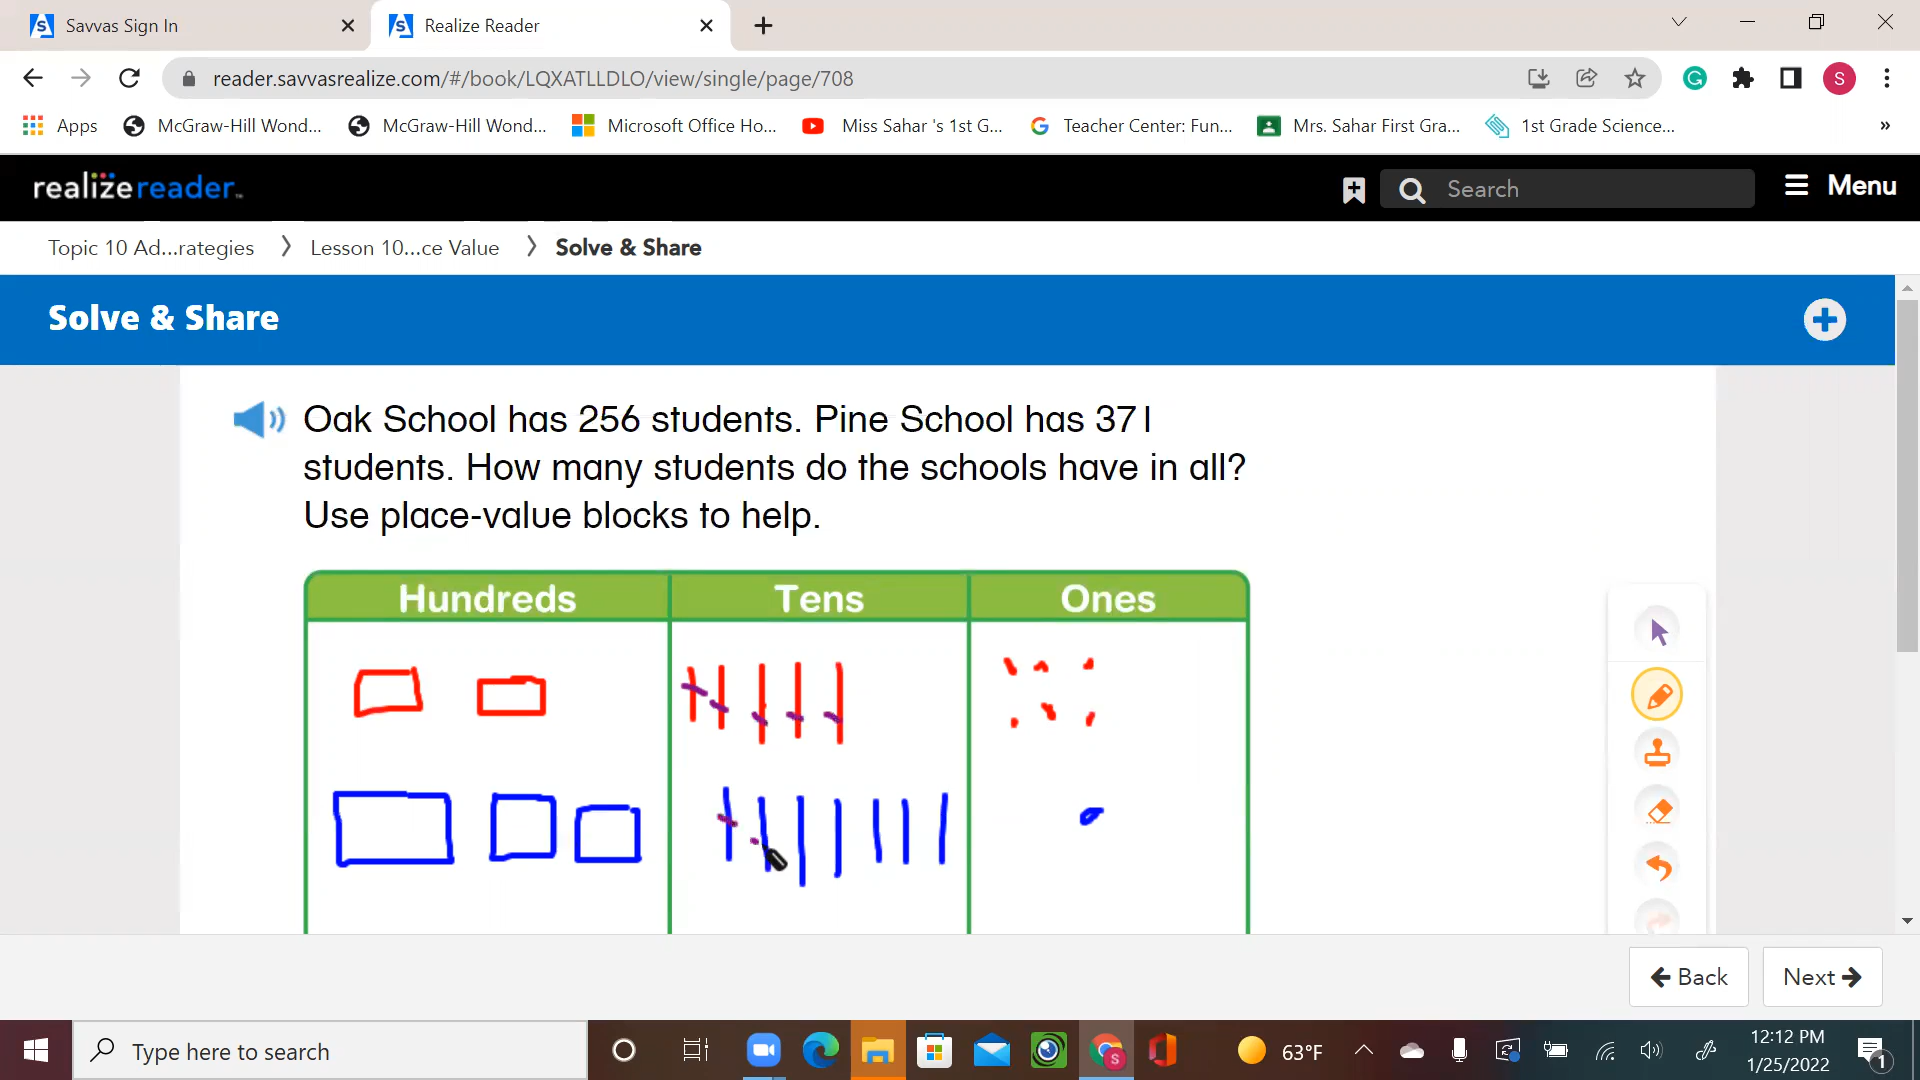 Savvas Sign In
Realize Reader
reader.savvasrealize.com/#/book/LQXATLLDLO/view/single/page/708
S
Apps
McGraw-Hill Wond...
McGraw-Hill Wond...
Microsoft Office Ho...
Miss Sahar 's 1st G...
Teacher Center: Fun...
Mrs. Sahar First Gra...
1st Grade Science...
»
realizereader™
Search
Menu
Topic 10 Ad...rategies
Lesson 10...ce Value
Solve & Share
Solve & Share
Oak School has 256 students. Pine School has 371
students. How many students do the schools have in all?
Use place-value blocks to help.
Hundreds Tens Ones
Back
Next
Type here to search
63°F
12:12 PM
1/25/2022
1